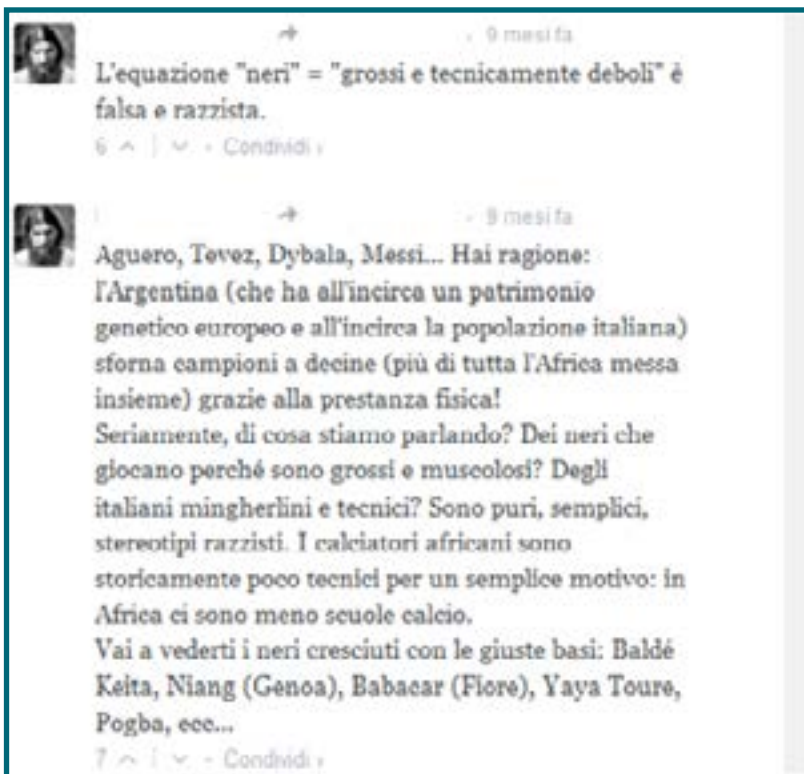 9 mesi fa
L'equazione "neri" = "grossi e tecnicamente deboli" è
falsa e razzista.
6 Condividi ›
9 mesi fa
Aguero, Tevez, Dybala, Messi... Hai ragione:
l'Argentina (che ha all'incirca un patrimonio
genetico europeo e all'incirca la popolazione italiana)
sforna campioni a decine (più di tutta l'Africa messa
insieme) grazie alla prestanza fisica!
Seriamente, di cosa stiamo parlando? Dei neri che
giocano perché sono grossi e muscolosi? Degli
italiani mingherlini e tecnici? Sono puri, semplici,
stereotipi razzisti. I calciatori africani sono
storicamente poco tecnici per un semplice motivo: in
Africa ci sono meno scuole calcio.
Vai a vederti i neri cresciuti con le giuste basi: Baldé
Keita, Niang (Genoa), Babacar (Fiore), Yaya Toure,
Pogba, ecc...
7 Condividi ›